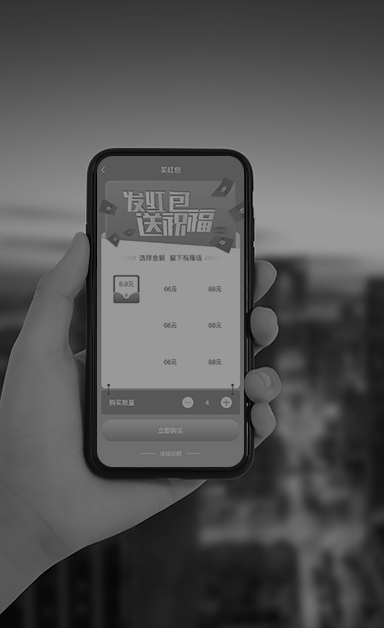 买红包
发红包
送祝福
选择金额 留下祝福语
6.8元 66元 88元
66元 88元
66元 88元
购买数量 4
立即购买